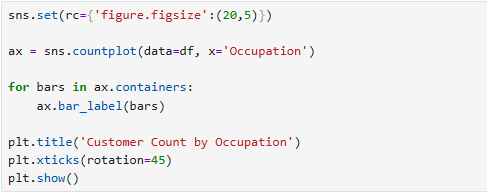 sns.set(rc={'figure.figsize':(20,5)})
ax = sns.countplot(data=df, x='Occupation')
for bars in ax.containers:
    ax.bar_label(bars)
plt.title('Customer Count by Occupation')
plt.xticks(rotation=45)
plt.show()